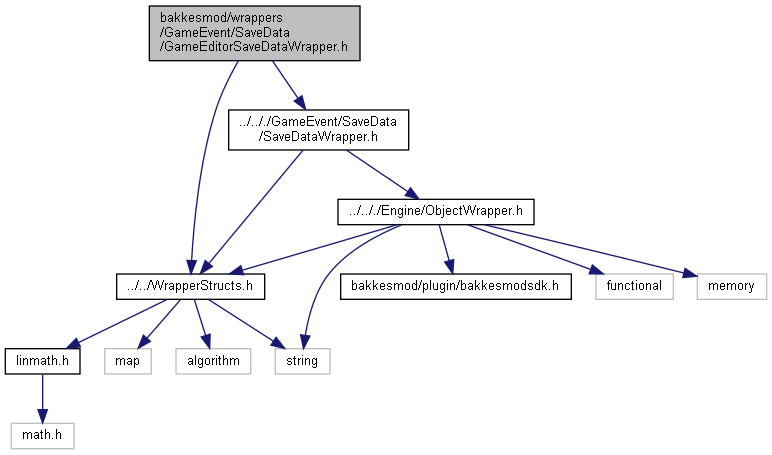 bakkesmod/wrappers
/GameEvent/SaveData
/GameEditorSaveDataWrapper.h
../.././GameEvent/SaveData
/SaveDataWrapper.h
../.././Engine/ObjectWrapper.h
../../WrapperStructs.h
bakkesmod/plugin/bakkesmodsdk.h
functional
memory
linmath.h
map
algorithm
string
math.h